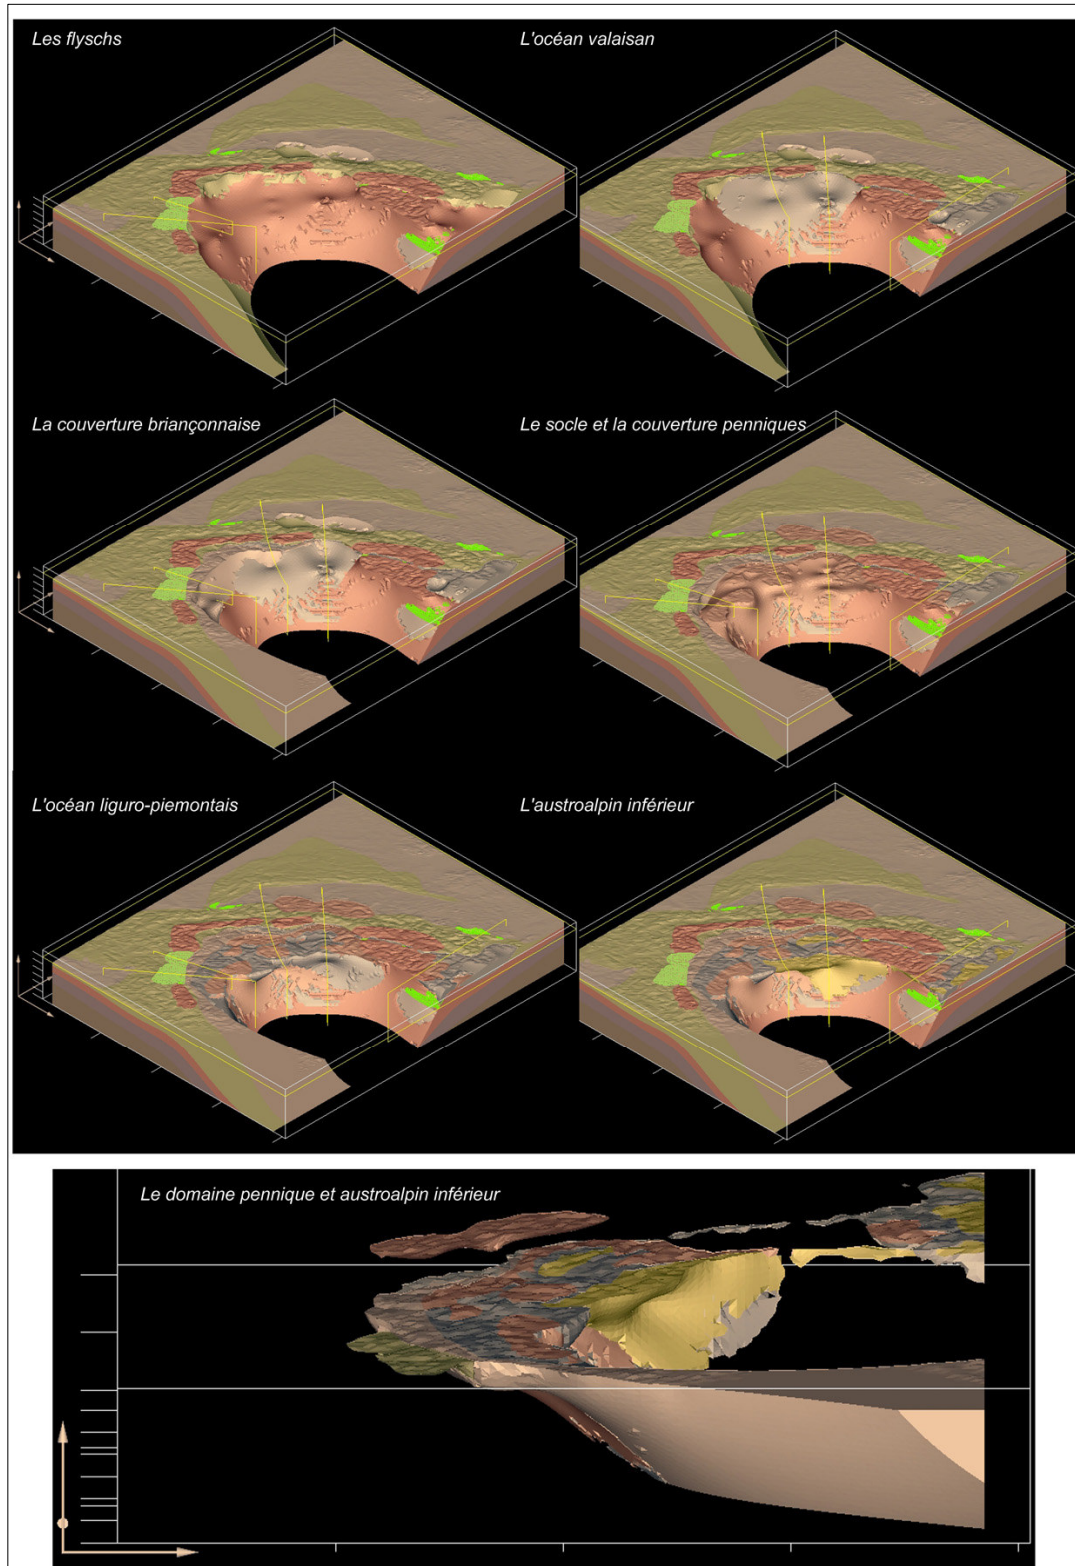 Les flyschs
L'océan valaisan
La couverture briançonnaise
Le socle et la couverture penniques
L'océan liguro-piemontais
L'austroalpin inférieur
Le domaine pennique et austroalpin inférieur